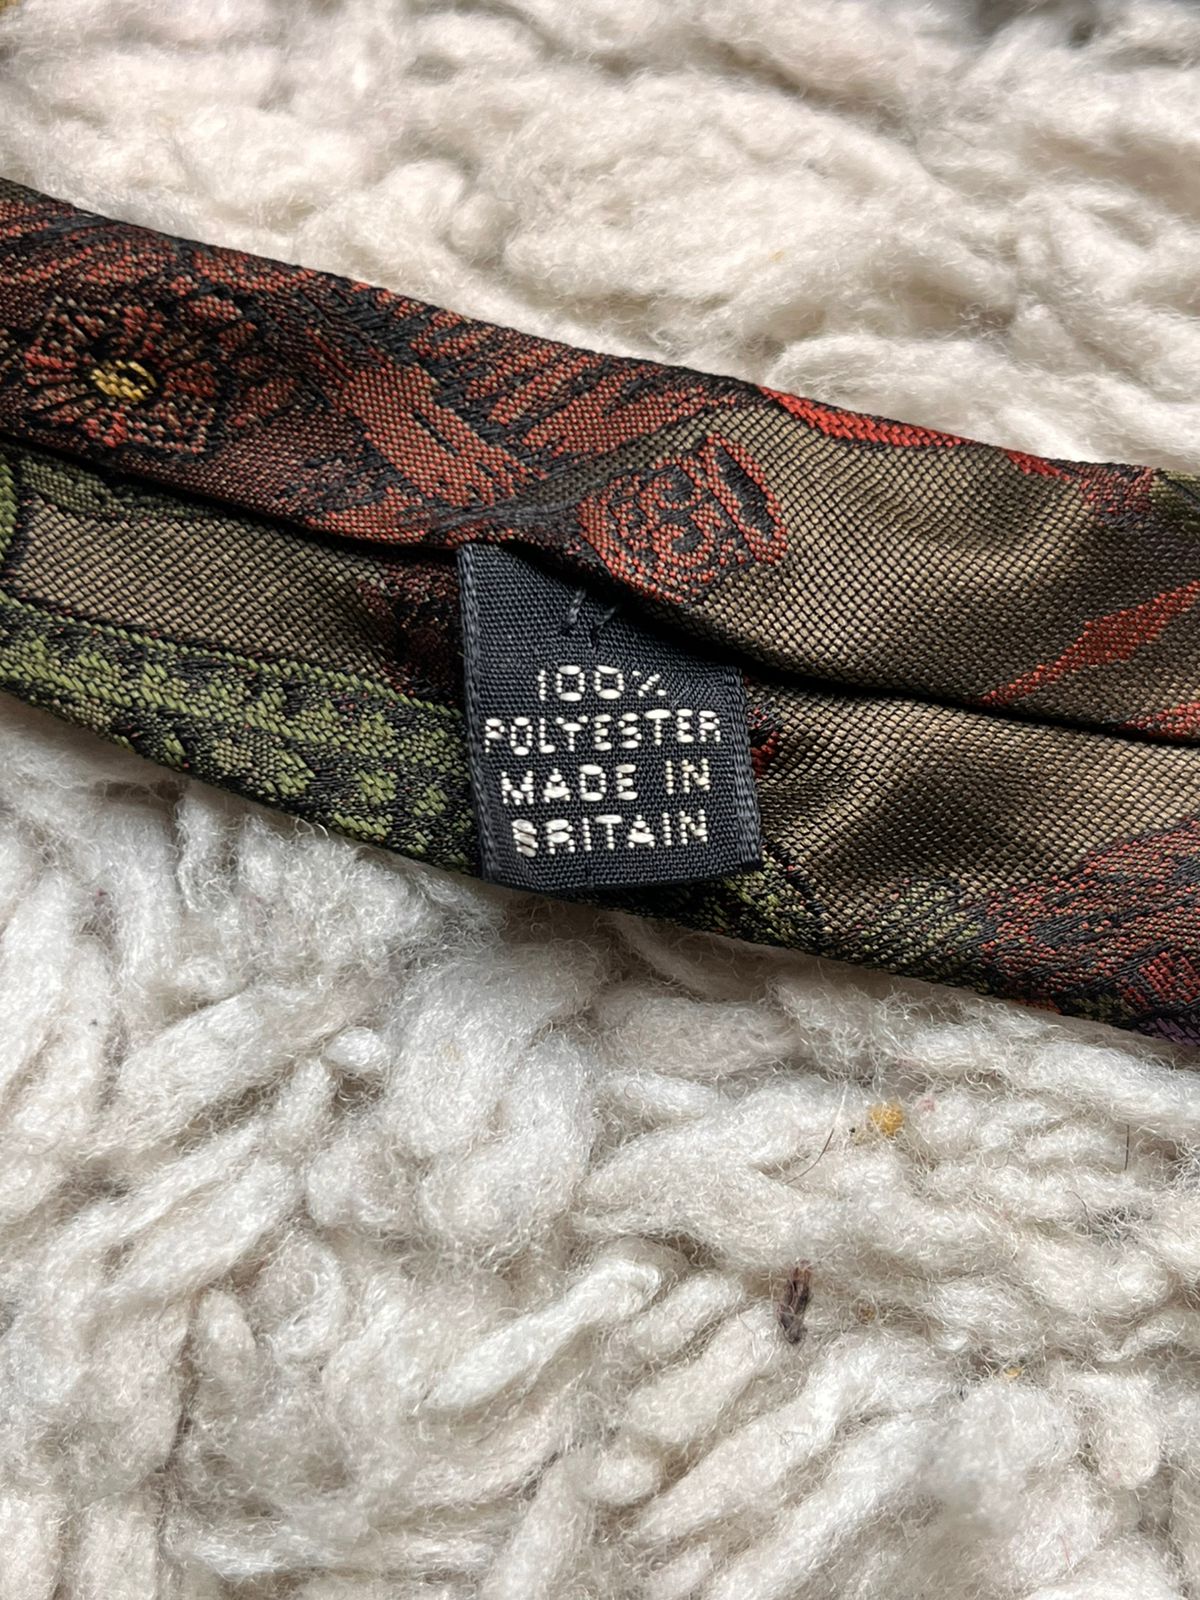 100%
POLYESTER
MADE IN
BRITAIN